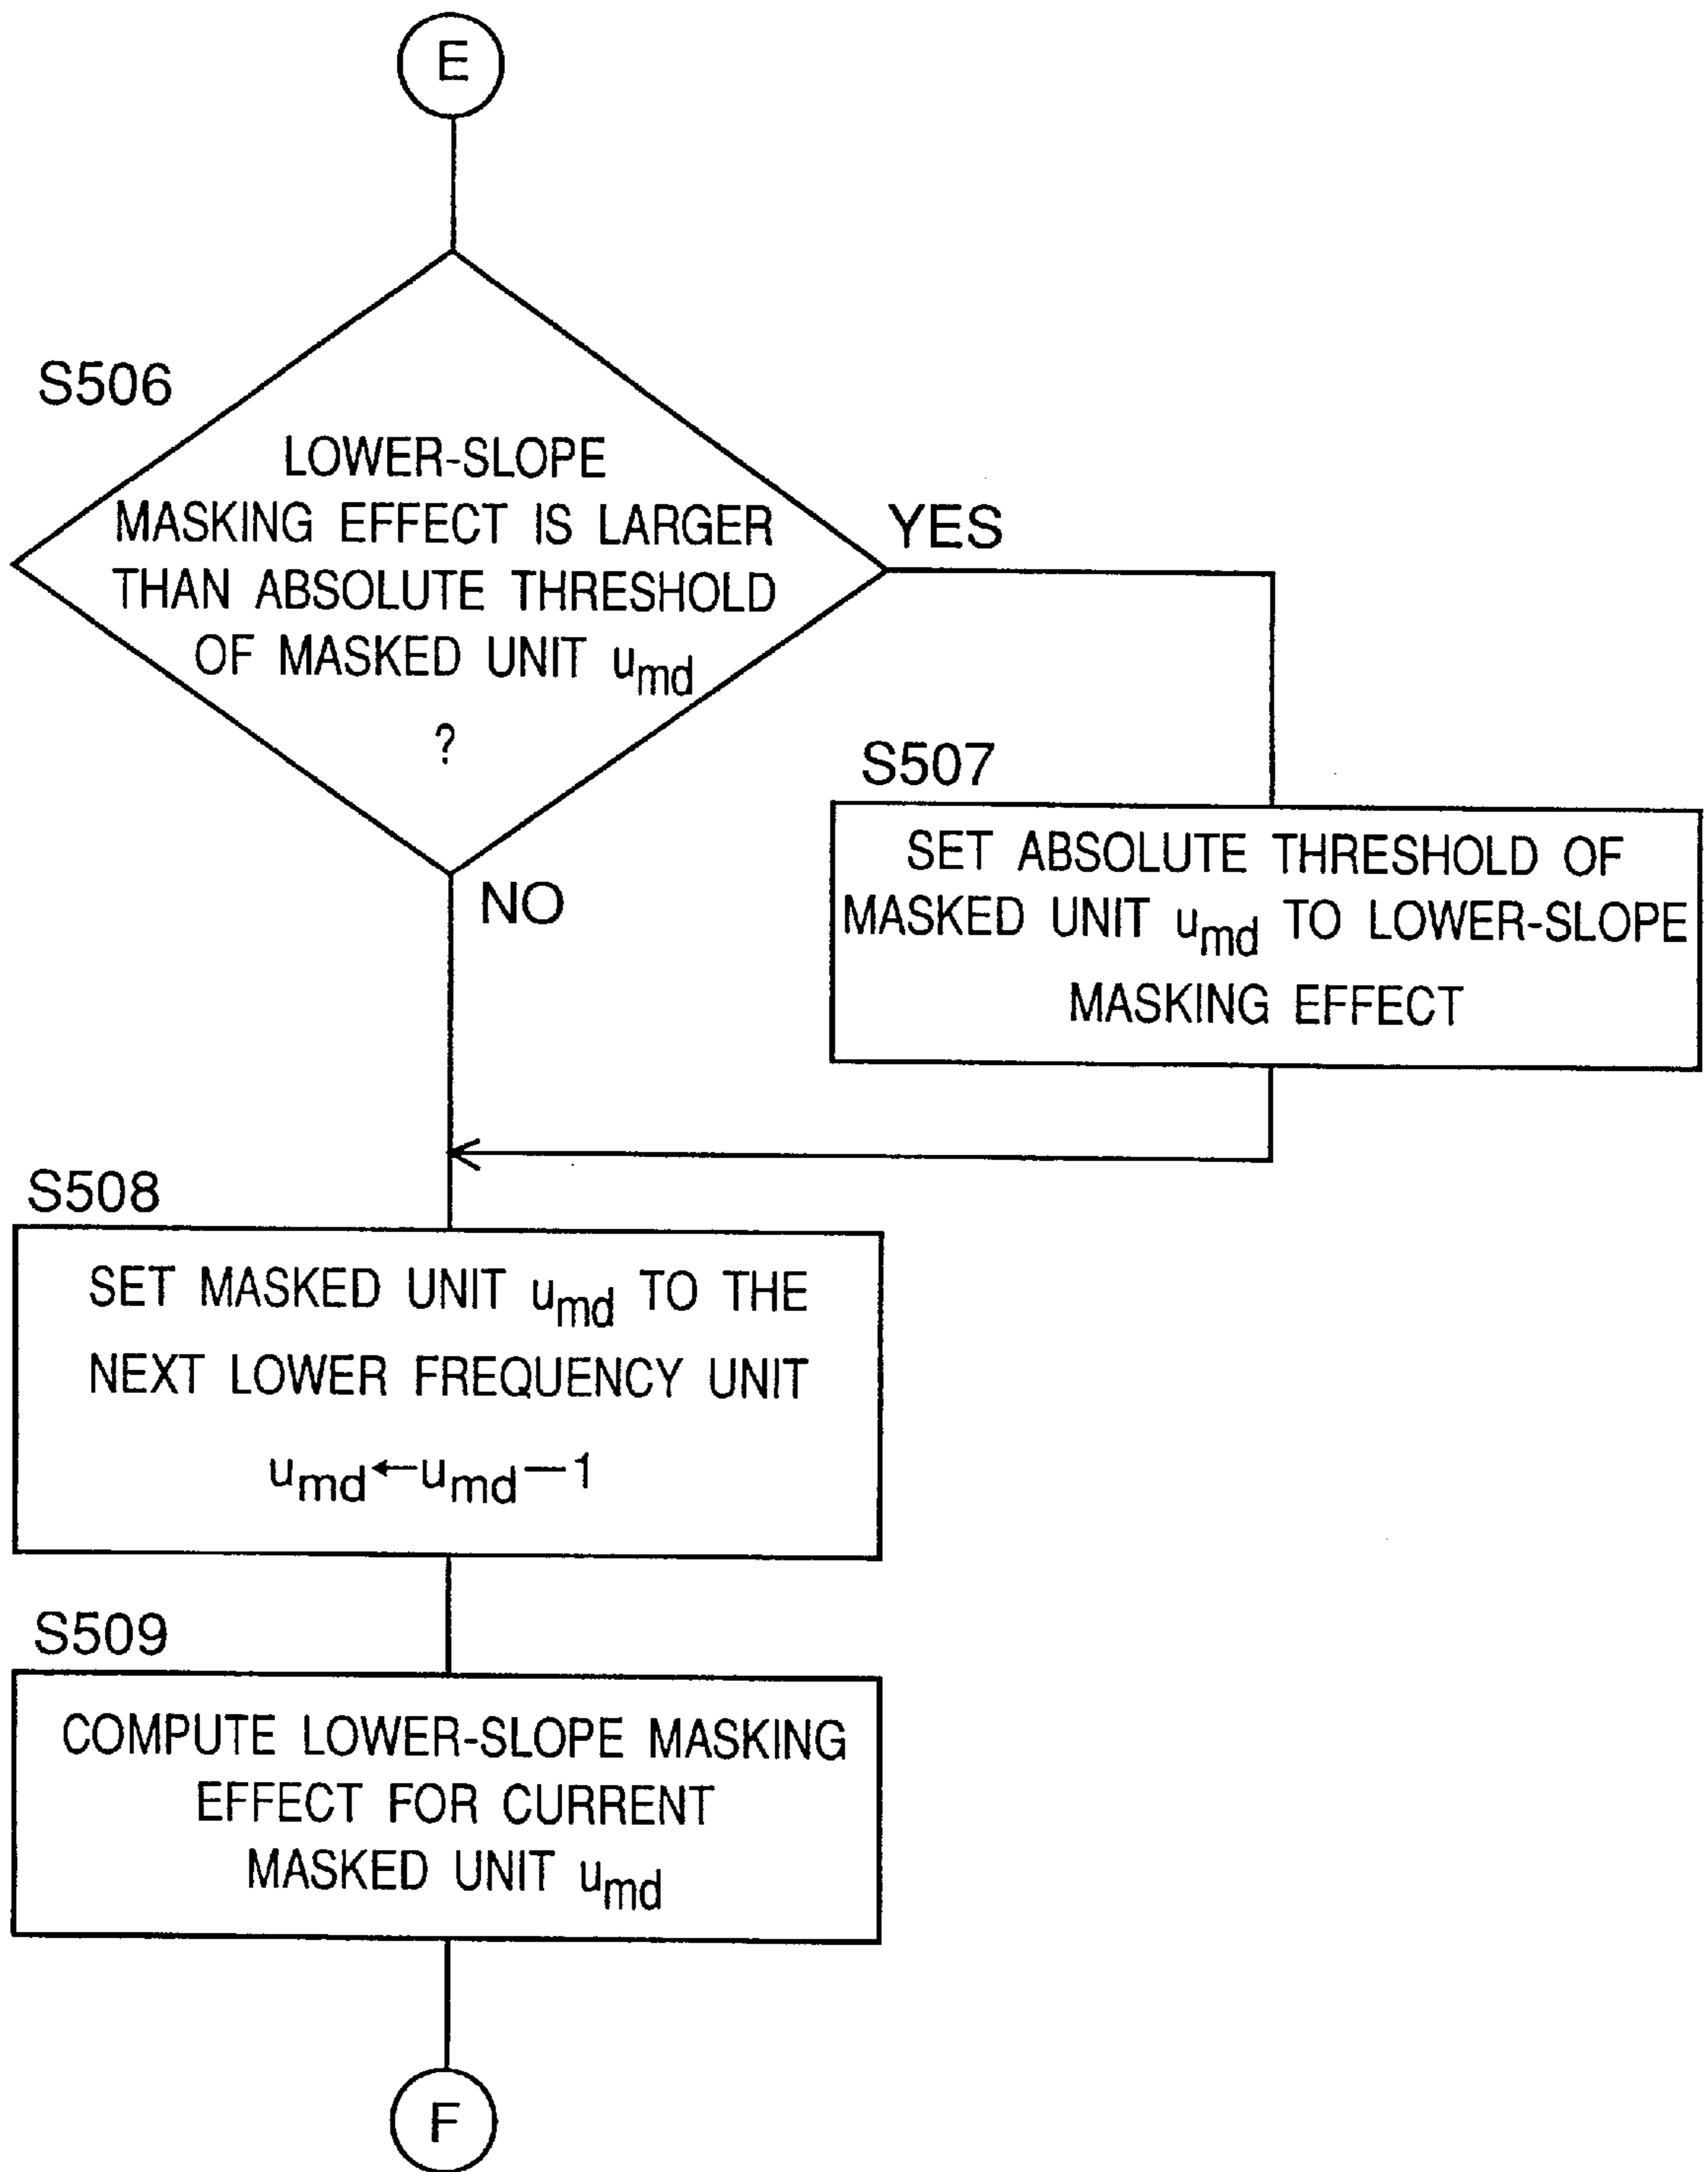 E
S506
LOWER-SLOPE
MASKING EFFECT IS LARGER
THAN ABSOLUTE THRESHOLD
OF MASKED UNIT umd
?
YES
NO
S507
SET ABSOLUTE THRESHOLD OF
MASKED UNIT umd TO LOWER-SLOPE
MASKING EFFECT
S508
SET MASKED UNIT umd TO THE
NEXT LOWER FREQUENCY UNIT
umd←umd—1
S509
COMPUTE LOWER-SLOPE MASKING
EFFECT FOR CURRENT
MASKED UNIT umd
F